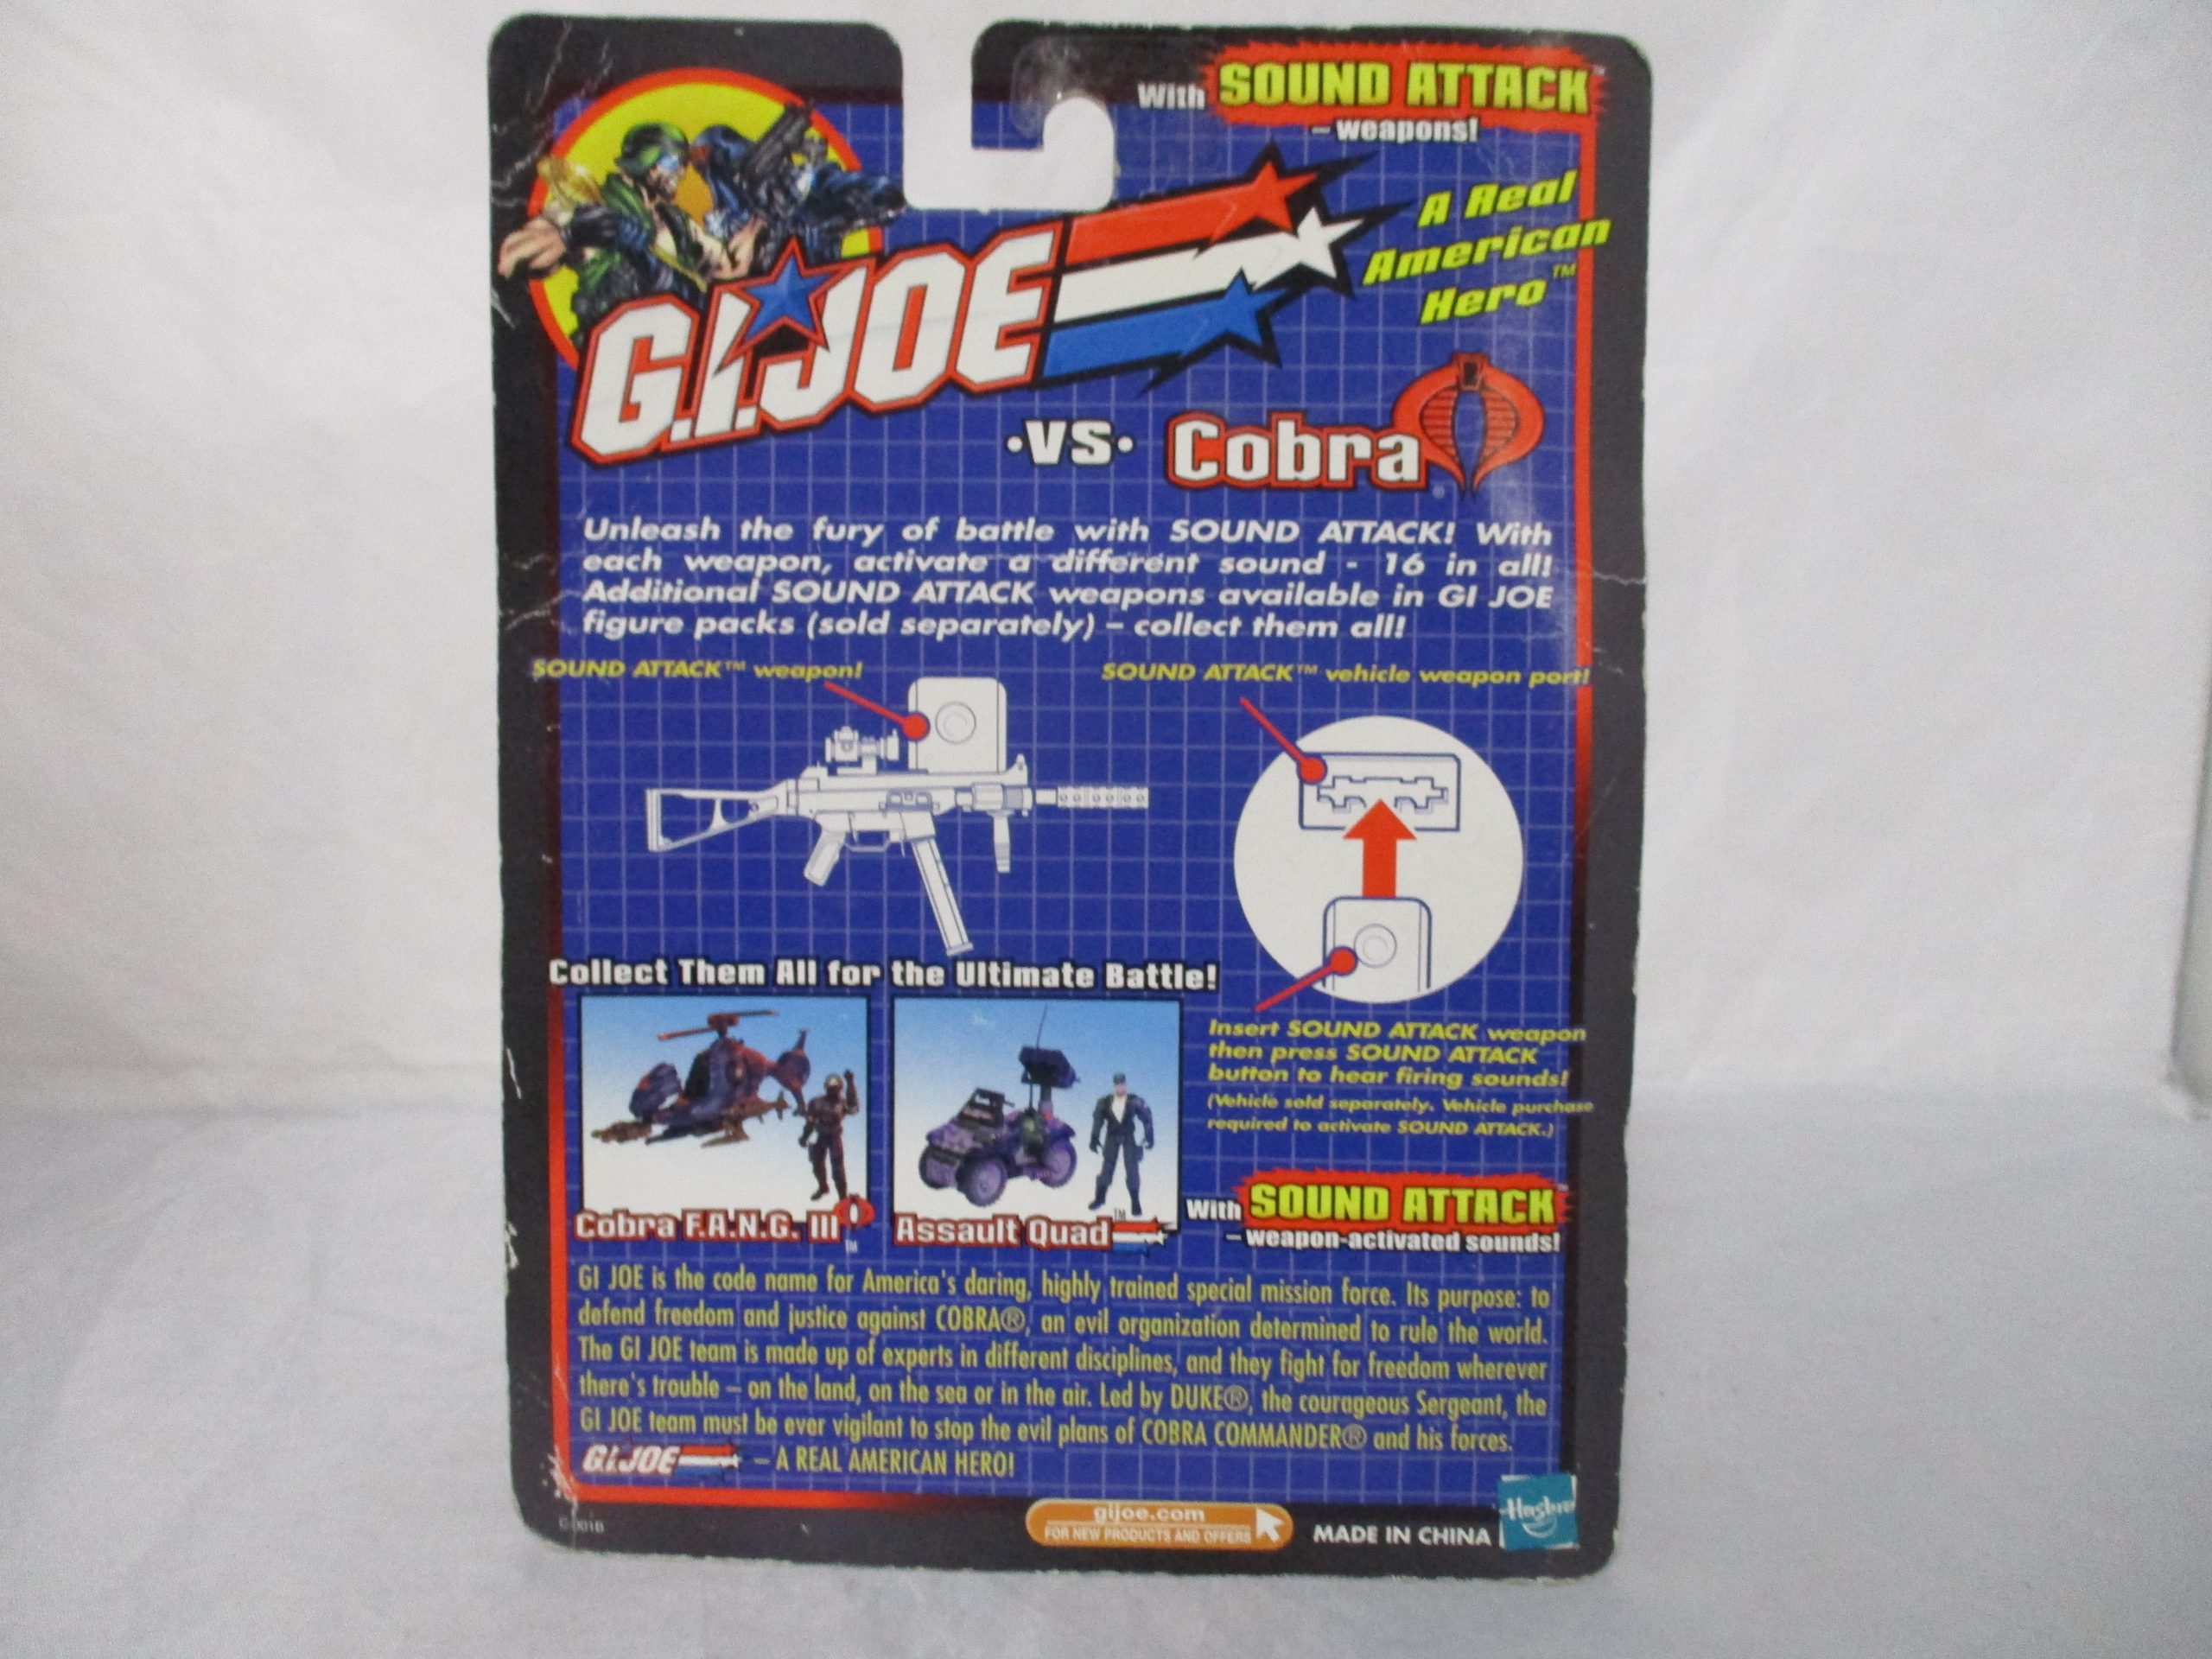 With SOUND ATTACK™
– weapons!
A Real
American
Hero™
G.I.JOE
•VS• Cobra
Unleash the fury of battle with SOUND ATTACK! With
each weapon, activate a different sound - 16 in all!
Additional SOUND ATTACK weapons available in GI JOE
figure packs (sold separately) – collect them all!
SOUND ATTACK™ weapon!
SOUND ATTACK™ vehicle weapon port!
Collect Them All for the Ultimate Battle!
Insert SOUND ATTACK weapon
then press SOUND ATTACK
button to hear firing sounds!
(Vehicle sold separately. Vehicle purchase
required to activate SOUND ATTACK.)
Cobra F.A.N.G. III ™
Assault Quad ™
With SOUND ATTACK™
– weapon-activated sounds!
GI JOE is the code name for America's daring, highly trained special mission force. Its purpose: to
defend freedom and justice against COBRA®, an evil organization determined to rule the world.
The GI JOE team is made up of experts in different disciplines, and they fight for freedom wherever
there's trouble – on the land, on the sea or in the air. Led by DUKE®, the courageous Sergeant, the
GI JOE team must be ever vigilant to stop the evil plans of COBRA COMMANDER® and his forces.
G.I.JOE – A REAL AMERICAN HERO!
gijoe.com
FOR NEW PRODUCTS AND OFFERS
MADE IN CHINA
Hasbro